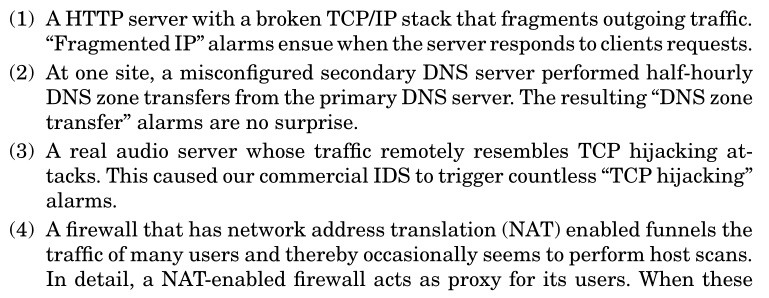 (1) A HTTP server with a broken TCP/IP stack that fragments outgoing traffic.
“Fragmented IP” alarms ensue when the server responds to clients requests.
(2) At one site, a misconfigured secondary DNS server performed half-hourly
DNS zone transfers from the primary DNS server. The resulting “DNS zone
transfer” alarms are no surprise.
(3) A real audio server whose traffic remotely resembles TCP hijacking at-
tacks. This caused our commercial IDS to trigger countless “TCP hijacking”
alarms.
(4) A firewall that has network address translation (NAT) enabled funnels the
traffic of many users and thereby occasionally seems to perform host scans.
In detail, a NAT-enabled firewall acts as proxy for its users. When these